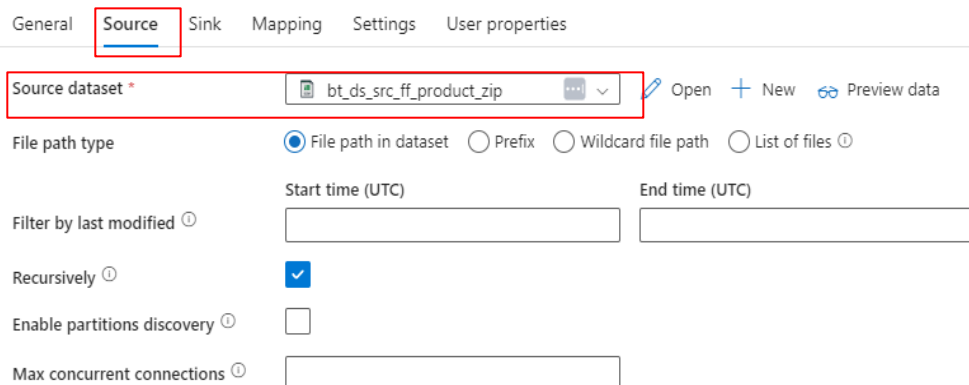 General Source Sink Mapping Settings User properties
Source dataset * bt_ds_src_ff_product_zip Open New Preview data
File path type File path in dataset Prefix Wildcard file path List of files
Start time (UTC) End time (UTC)
Filter by last modified
Recursively
Enable partitions discovery
Max concurrent connections